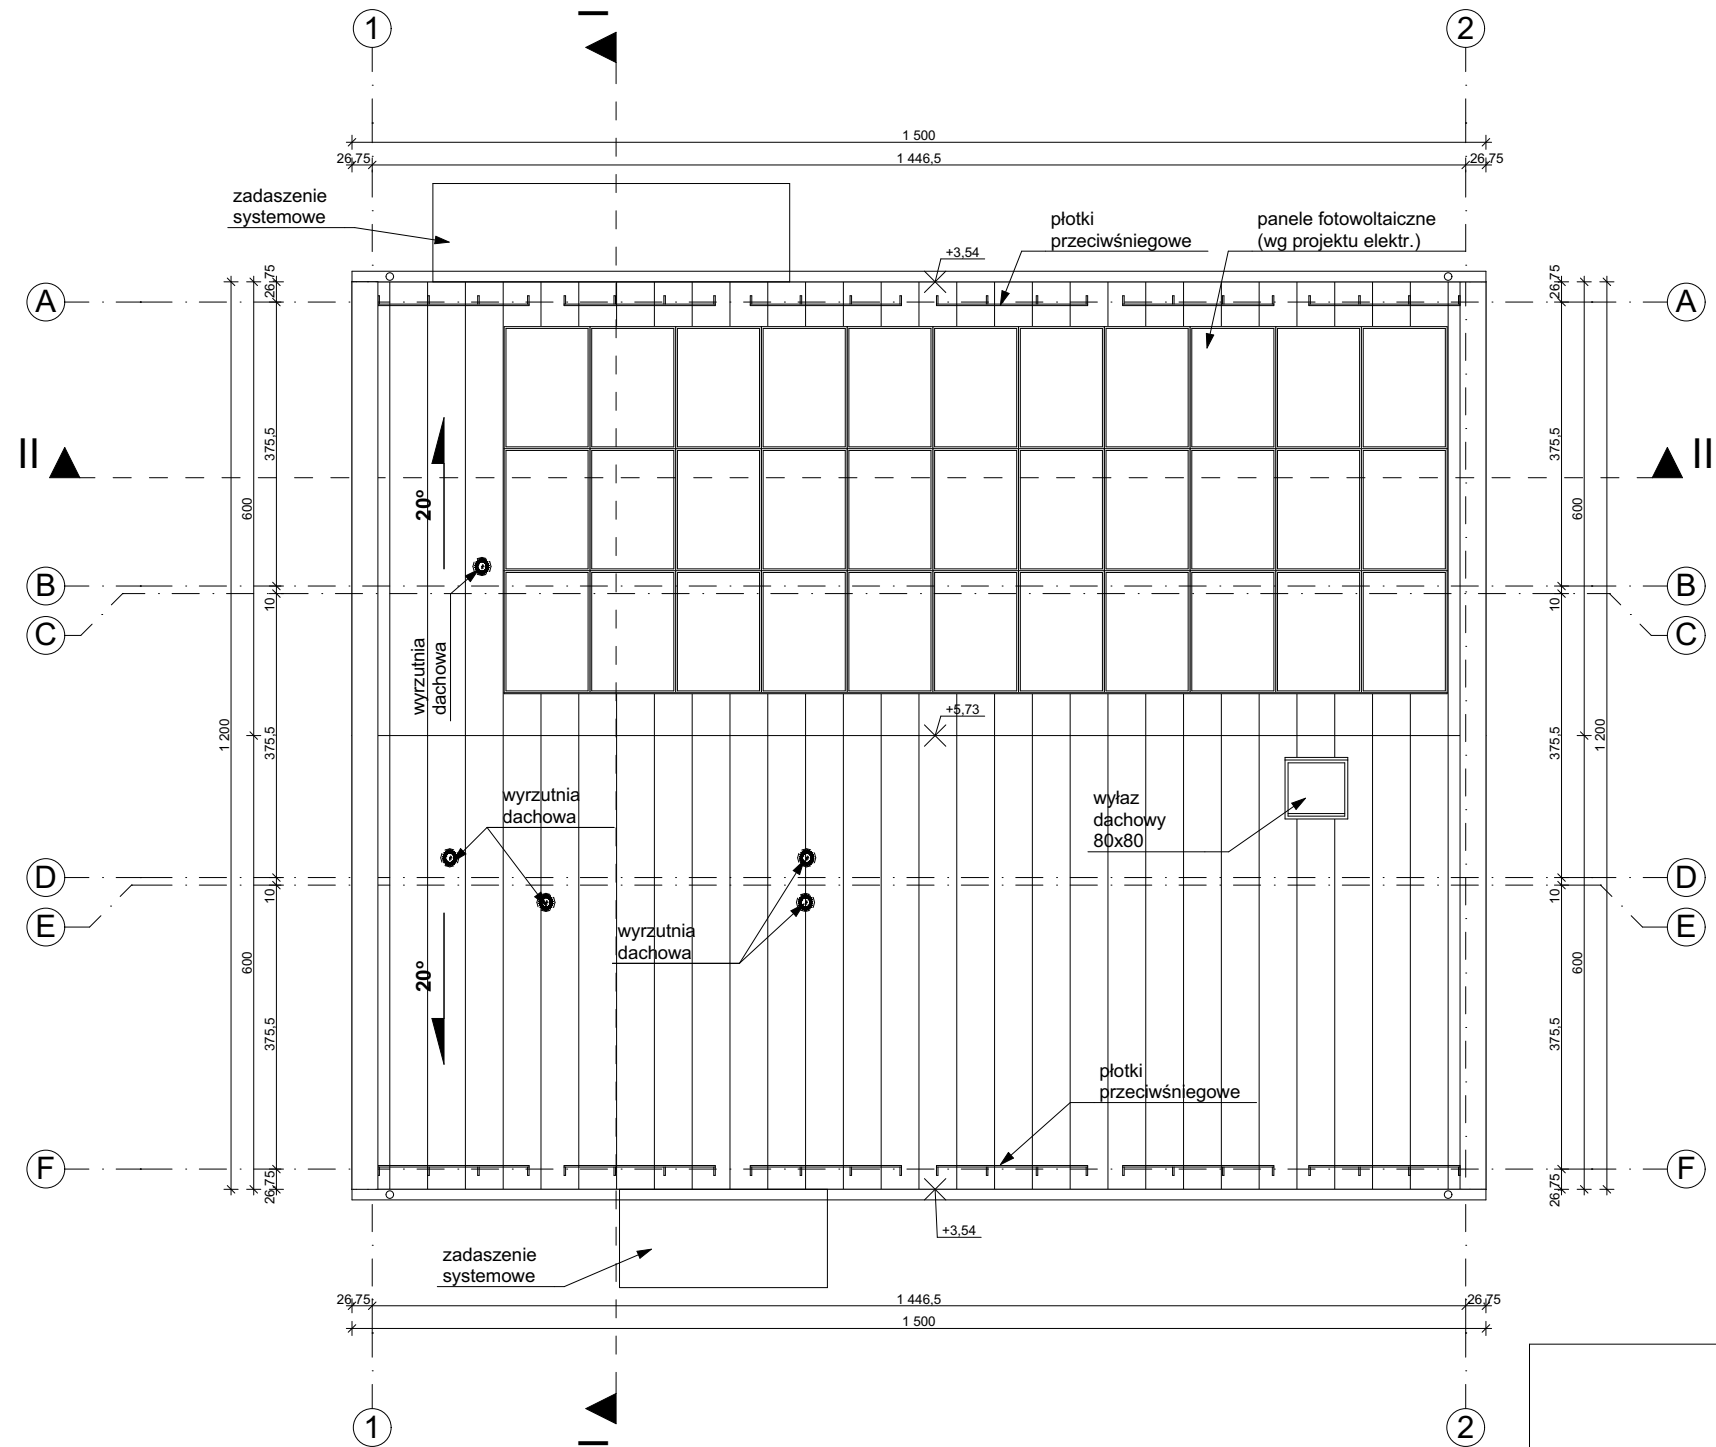 1
I
2
1 500
26,75
1 446,5
26,75
zadaszenie
systemowe
płotki
przeciwśniegowe
panele fotowoltaiczne
(wg projektu elektr.)
+3,54
26,75
26,75
A
A
375,5
375,5
II
II
20°
600
600
B
B
10
10
C
C
wyrzutnia
dachowa
+5,73
1 200
1 200
375,5
375,5
wyrzutnia
dachowa
wyłaz
dachowy
80x80
D
D
10
10
E
E
wyrzutnia
dachowa
600
600
20°
375,5
375,5
płotki
przeciwśniegowe
F
F
26,75
26,75
+3,54
zadaszenie
systemowe
26,75
1 446,5
26,75
1 500
1
I
2